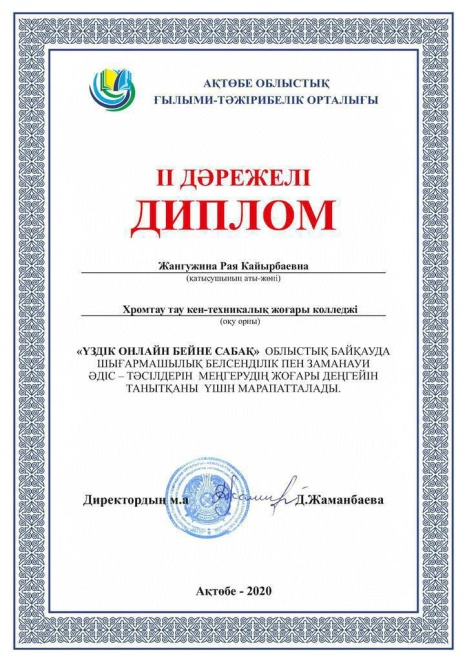 АҚТӨБЕ ОБЛЫСТЫҚ
ҒЫЛЫМИ-ТӘЖІРИБЕЛІК ОРТАЛЫҒЫ
ІІ ДӘРЕЖЕЛІ
ДИПЛОМ
Жангужина Рая Кайырбаевна
(қатысушының аты-жөні)
Хромтау тау кен-техникалық жоғары колледжі
(оқу орны)
«ҮЗДІК ОНЛАЙН БЕЙНЕ САБАҚ» ОБЛЫСТЫҚ БАЙҚАУДА
ШЫҒАРМАШЫЛЫҚ БЕЛСЕНДІЛІК ПЕН ЗАМАНАУИ
ӘДІС – ТӘСІЛДЕРІН МЕҢГЕРУДІҢ ЖОҒАРЫ ДЕҢГЕЙІН
ТАНЫТҚАНЫ ҮШІН МАРАПАТТАЛАДЫ.
Директордың м.а Д.Жаманбаева
Ақтөбе - 2020